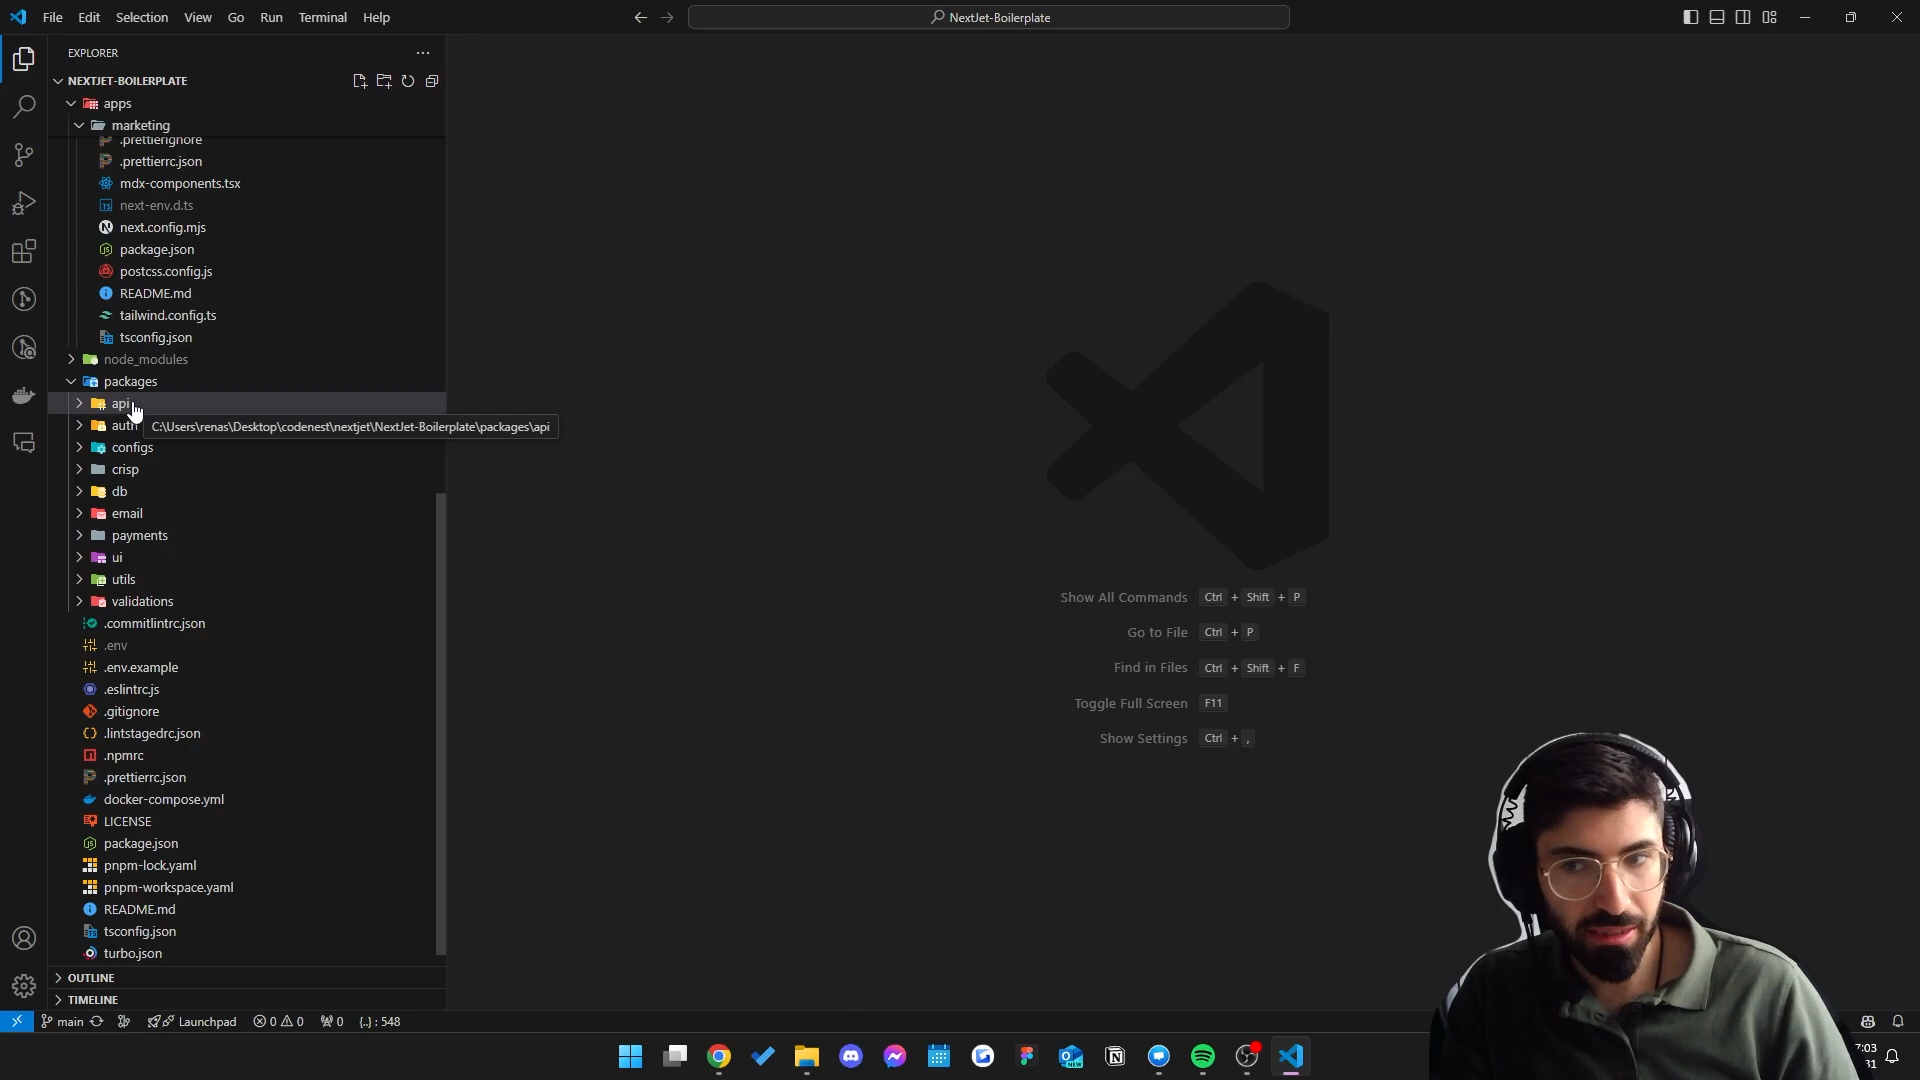 File Edit Selection View Go Run Terminal Help
NextJet-Boilerplate
EXPLORER
NEXTJET-BOILERPLATE
apps
marketing
.prettierignore
.prettierrc.json
mdx-components.tsx
next-env.d.ts
next.config.mjs
package.json
postcss.config.js
README.md
tailwind.config.ts
tsconfig.json
node_modules
packages
api
auth
C:\Users\renas\Desktop\codenest\nextjet\NextJet-Boilerplate\packages\api
configs
crisp
db
email
payments
ui
utils
validations
.commitlintrc.json
.env
.env.example
.eslintrc.js
.gitignore
.lintstagedrc.json
.npmrc
.prettierrc.json
docker-compose.yml
LICENSE
package.json
pnpm-lock.yaml
pnpm-workspace.yaml
README.md
tsconfig.json
turbo.json
OUTLINE
TIMELINE
Show All Commands Ctrl + Shift + P
Go to File Ctrl + P
Find in Files Ctrl + Shift + F
Toggle Full Screen F11
Show Settings Ctrl + ,
main Launchpad 0 0 0 {..} : 548
7:03
31